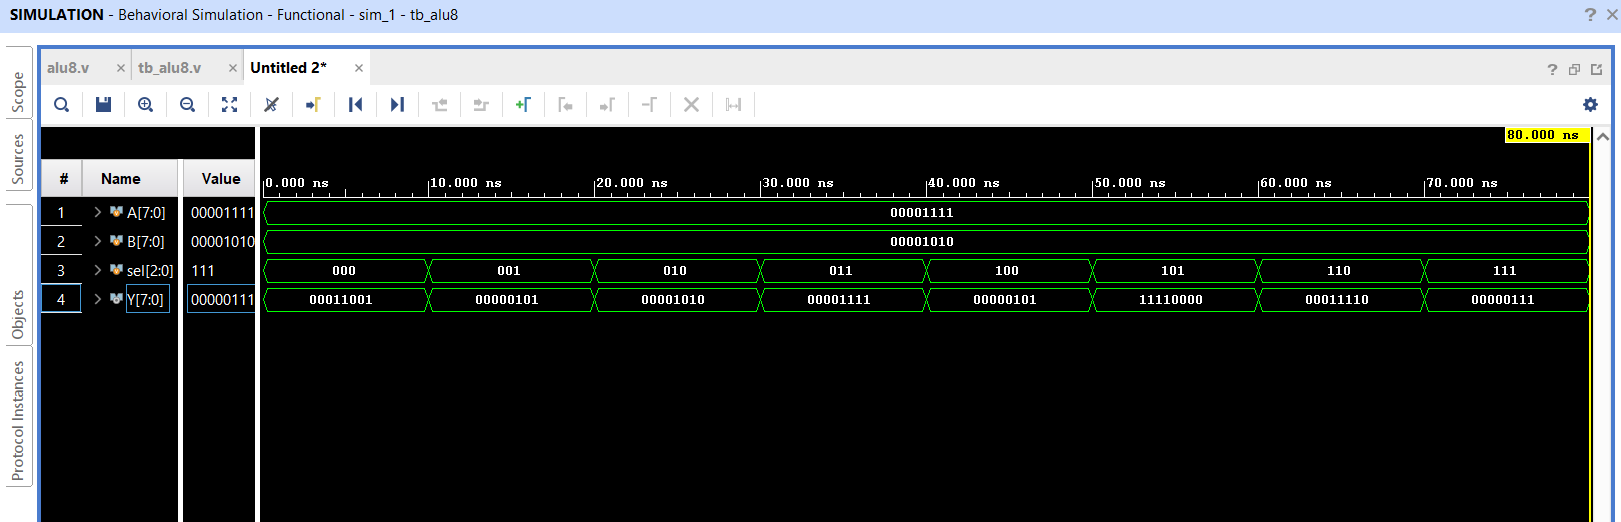 SIMULATION - Behavioral Simulation - Functional - sim_1 - tb_alu8 ? ×
Scope
Sources
Objects
Protocol Instances
alu8.v × tb_alu8.v × Untitled 2* × ?
80.000 ns
# Name Value 0.000 ns 10.000 ns 20.000 ns 30.000 ns 40.000 ns 50.000 ns 60.000 ns 70.000 ns
1 > A[7:0] 00001111 00001111
2 > B[7:0] 00001010 00001010
3 > sel[2:0] 111 000 001 010 011 100 101 110 111
4 > Y[7:0] 00000111 00011001 00000101 00001010 00001111 00000101 11110000 00011110 00000111